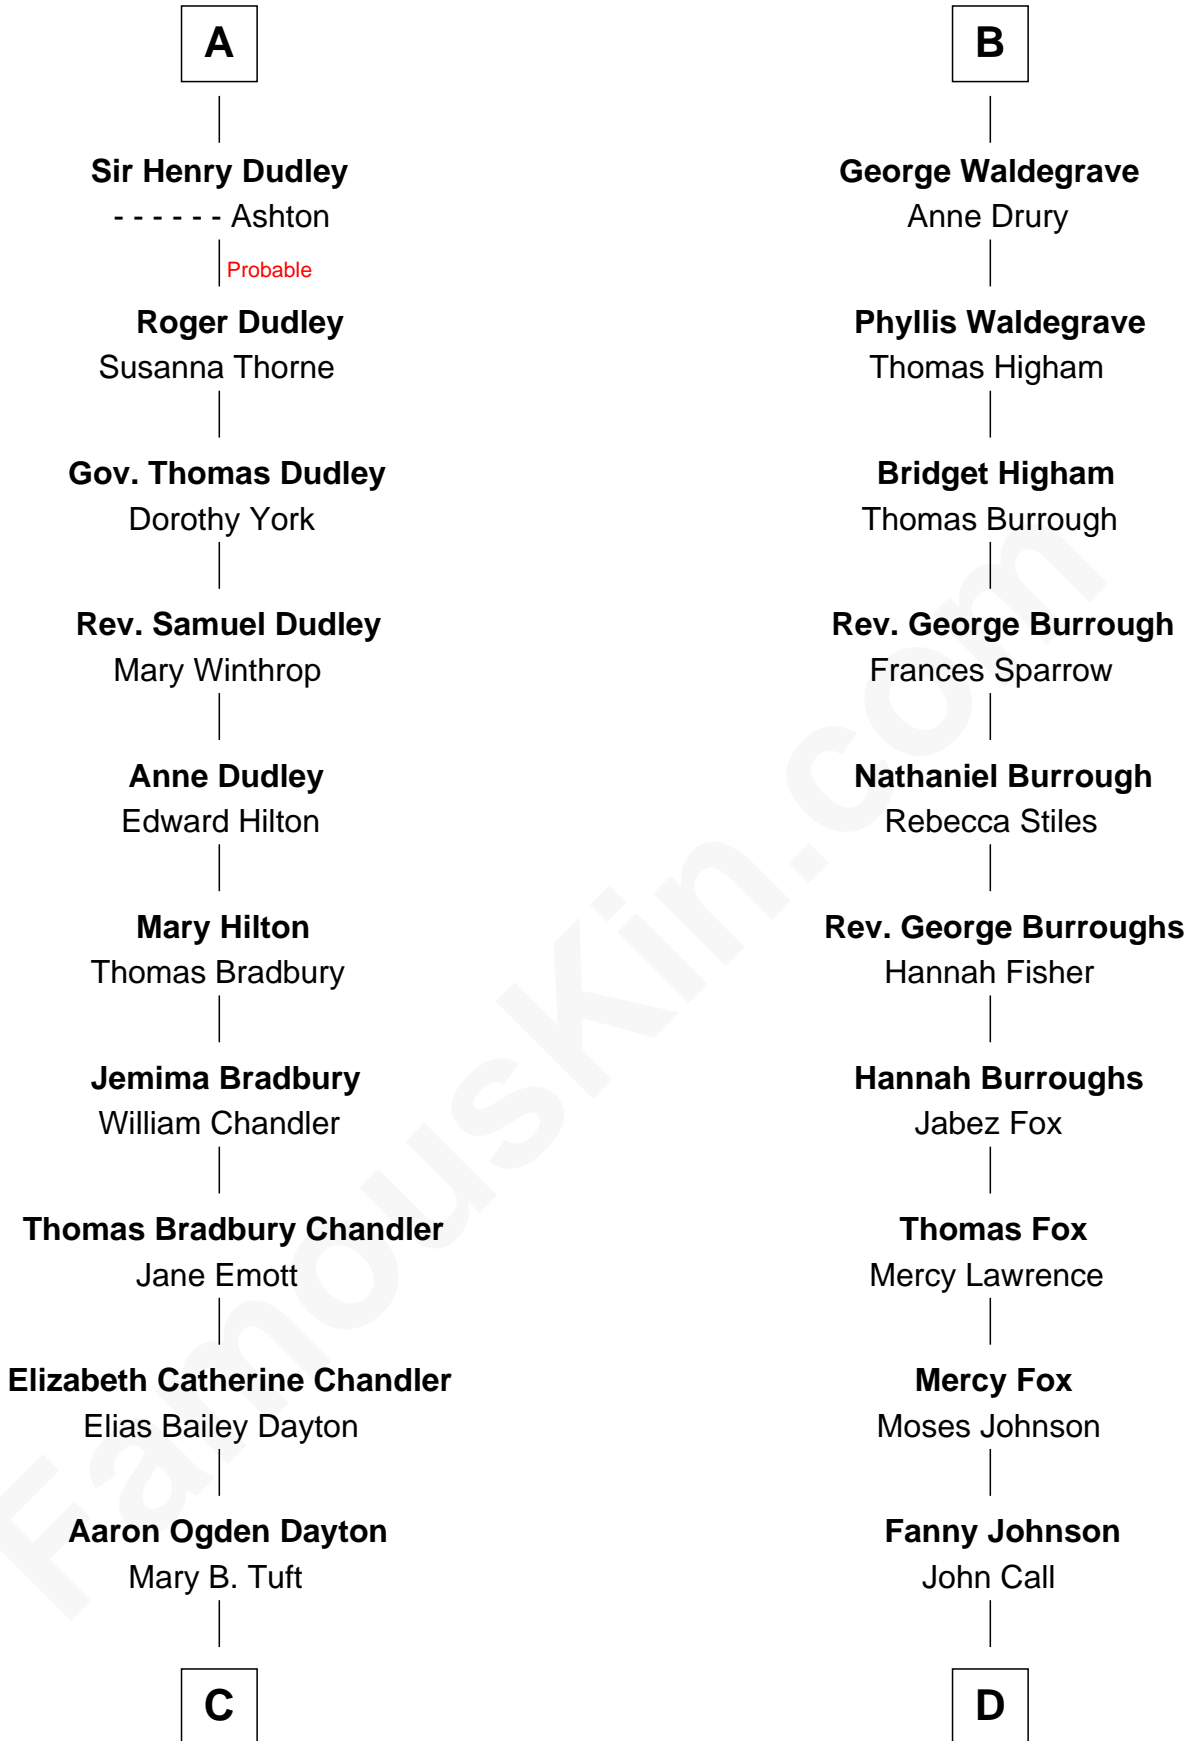 A
Sir Henry Dudley
- - - - - - Ashton
Probable
Roger Dudley
Susanna Thorne
Gov. Thomas Dudley
Dorothy York
Rev. Samuel Dudley
Mary Winthrop
Anne Dudley
Edward Hilton
Mary Hilton
Thomas Bradbury
Jemima Bradbury
William Chandler
Thomas Bradbury Chandler
Jane Emott
Elizabeth Catherine Chandler
Elias Bailey Dayton
Aaron Ogden Dayton
Mary B. Tuft
C
B
George Waldegrave
Anne Drury
Phyllis Waldegrave
Thomas Higham
Bridget Higham
Thomas Burrough
Rev. George Burrough
Frances Sparrow
Nathaniel Burrough
Rebecca Stiles
Rev. George Burroughs
Hannah Fisher
Hannah Burroughs
Jabez Fox
Thomas Fox
Mercy Lawrence
Mercy Fox
Moses Johnson
Fanny Johnson
John Call
D
FamousKin.com